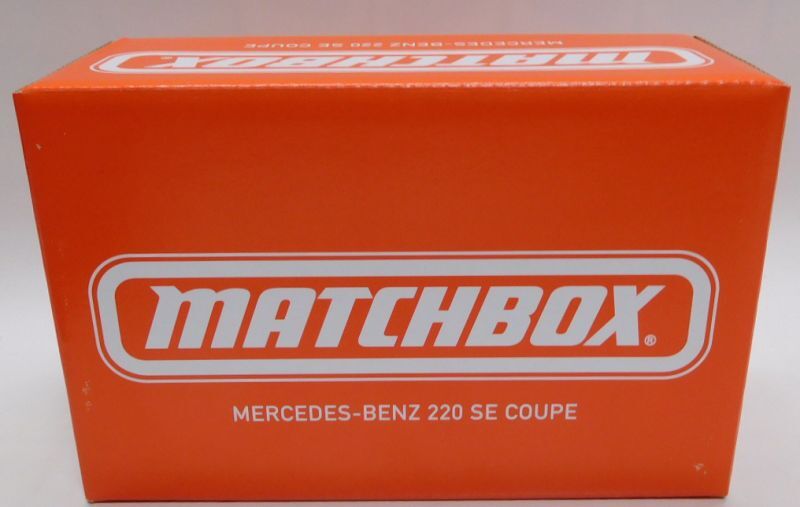 MERCEDES-BENZ 220 SE COUPE
MATCHBOX®
MATCHBOX®
MERCEDES-BENZ 220 SE COUPE